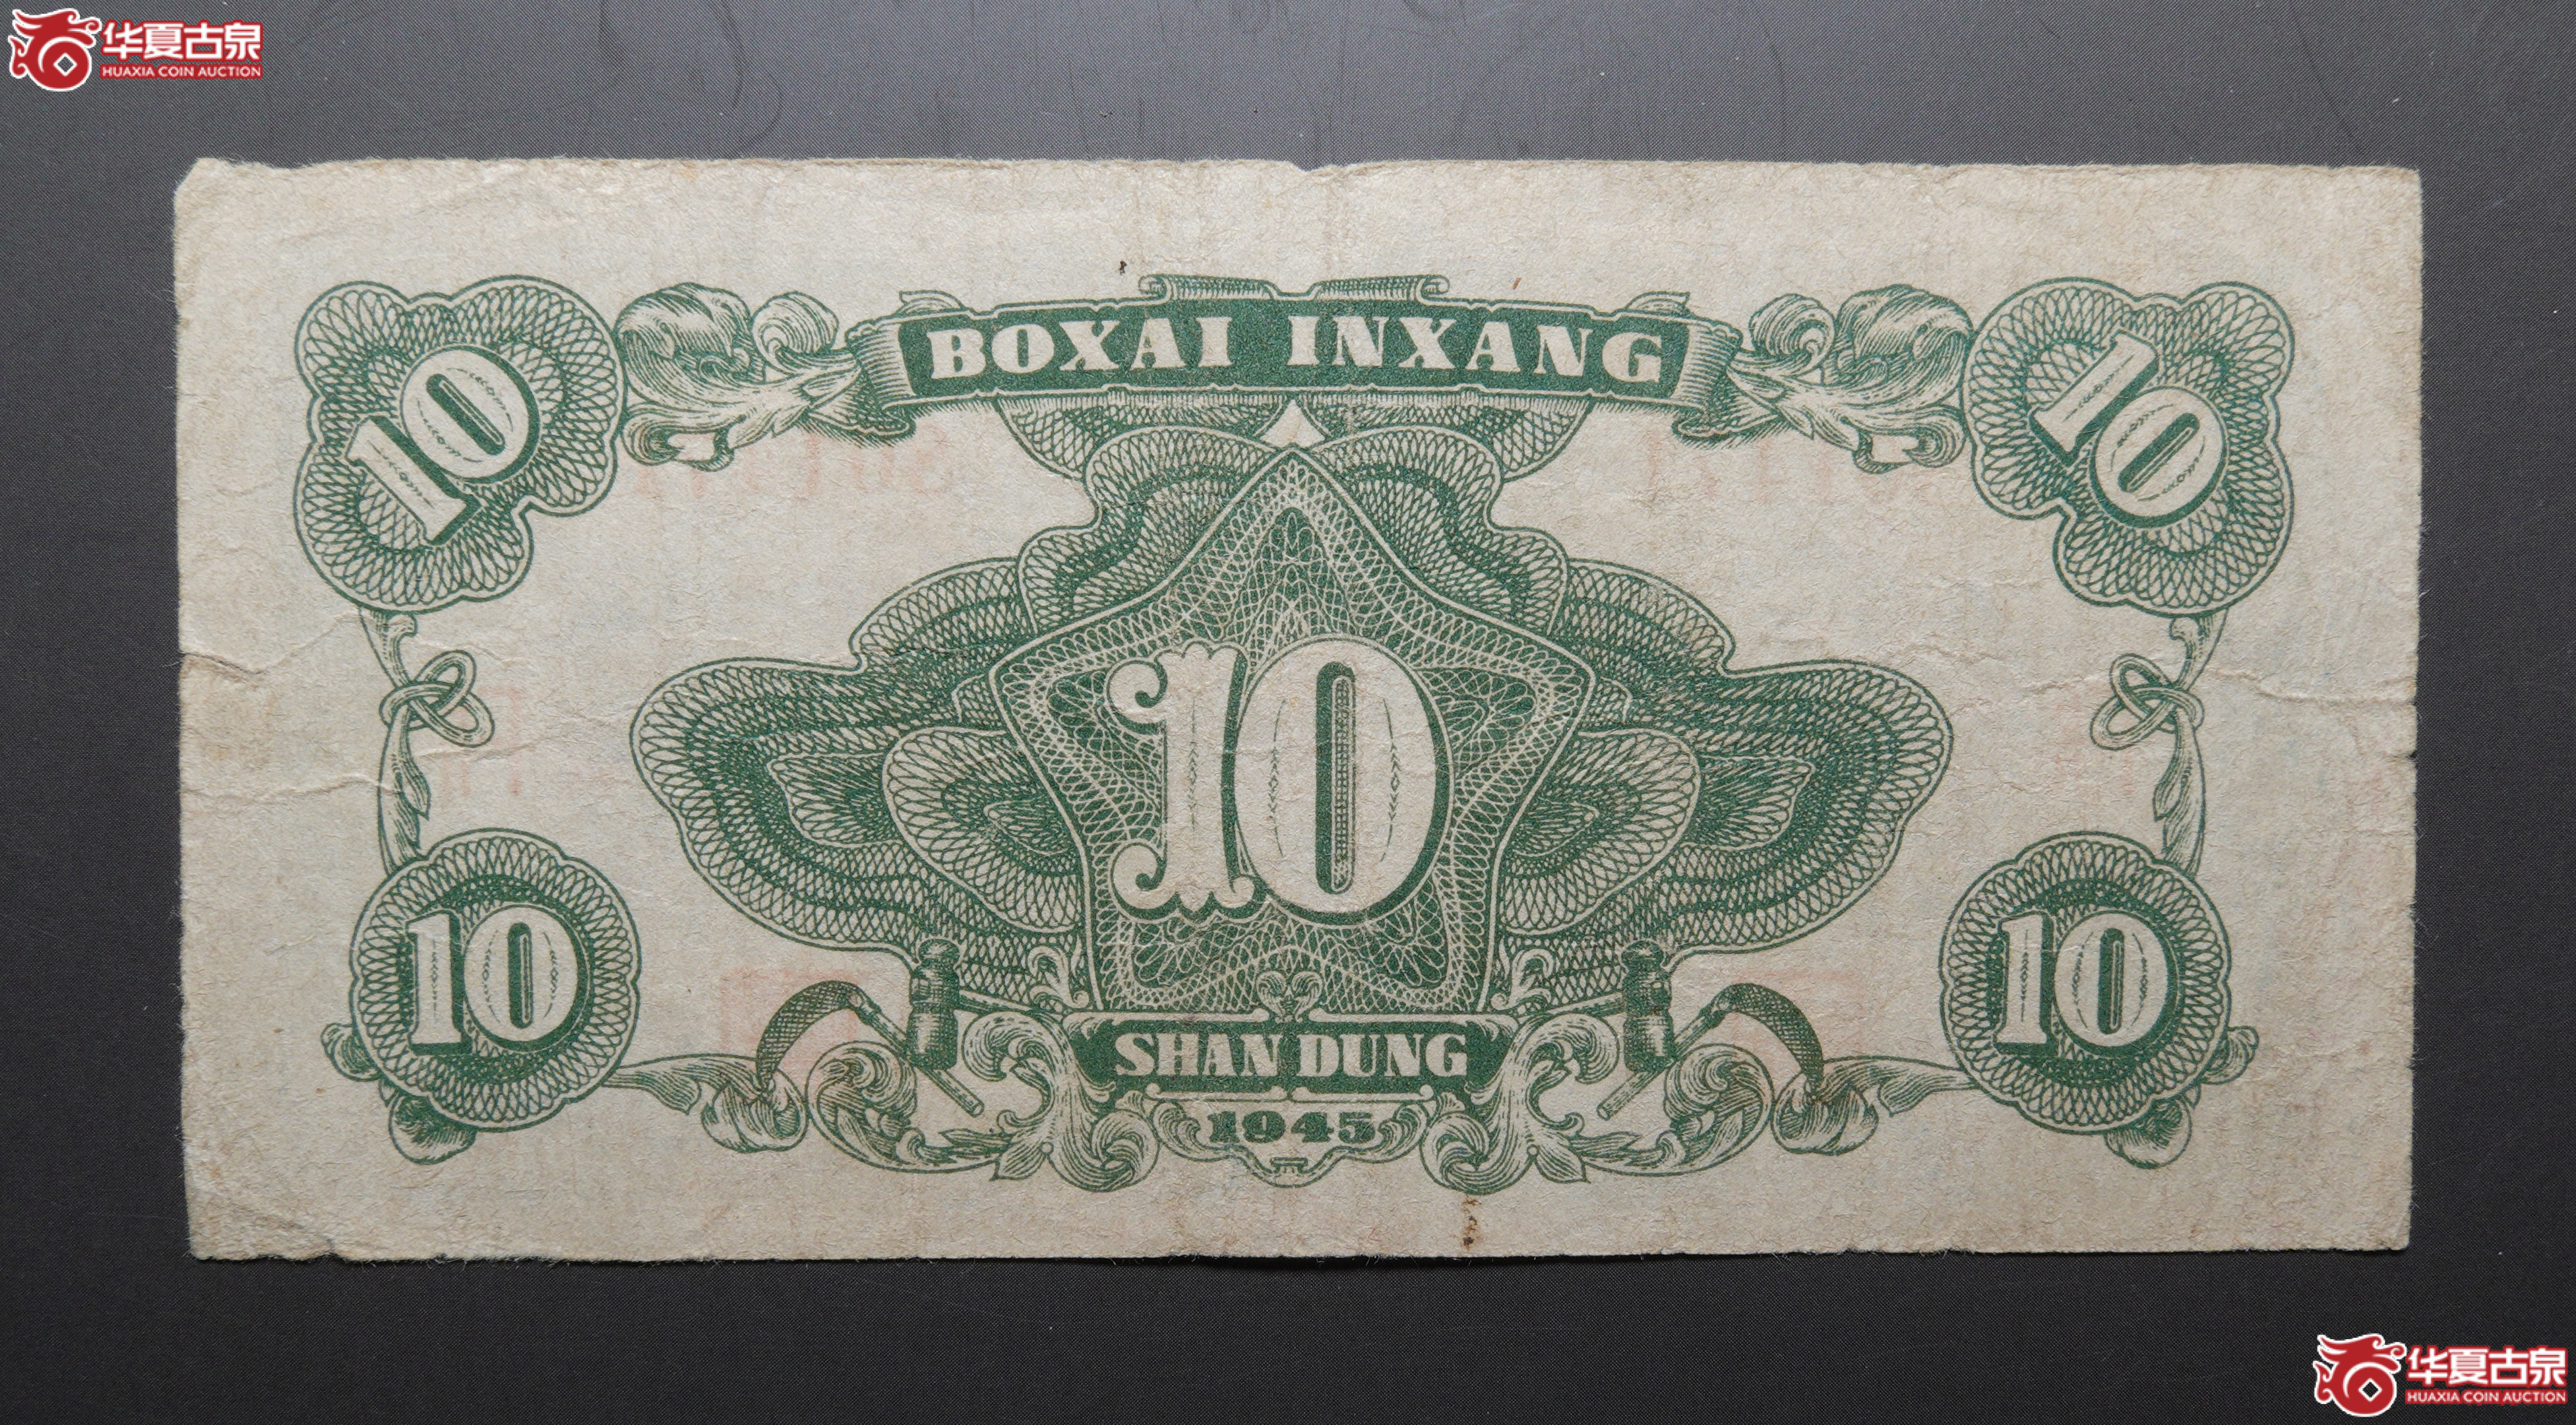 华夏古泉
HUAXIA COIN AUCTION
10
BOXAI INXANG
10
10
10
10
SHAN DUNG
1945
华夏古泉
HUAXIA COIN AUCTION